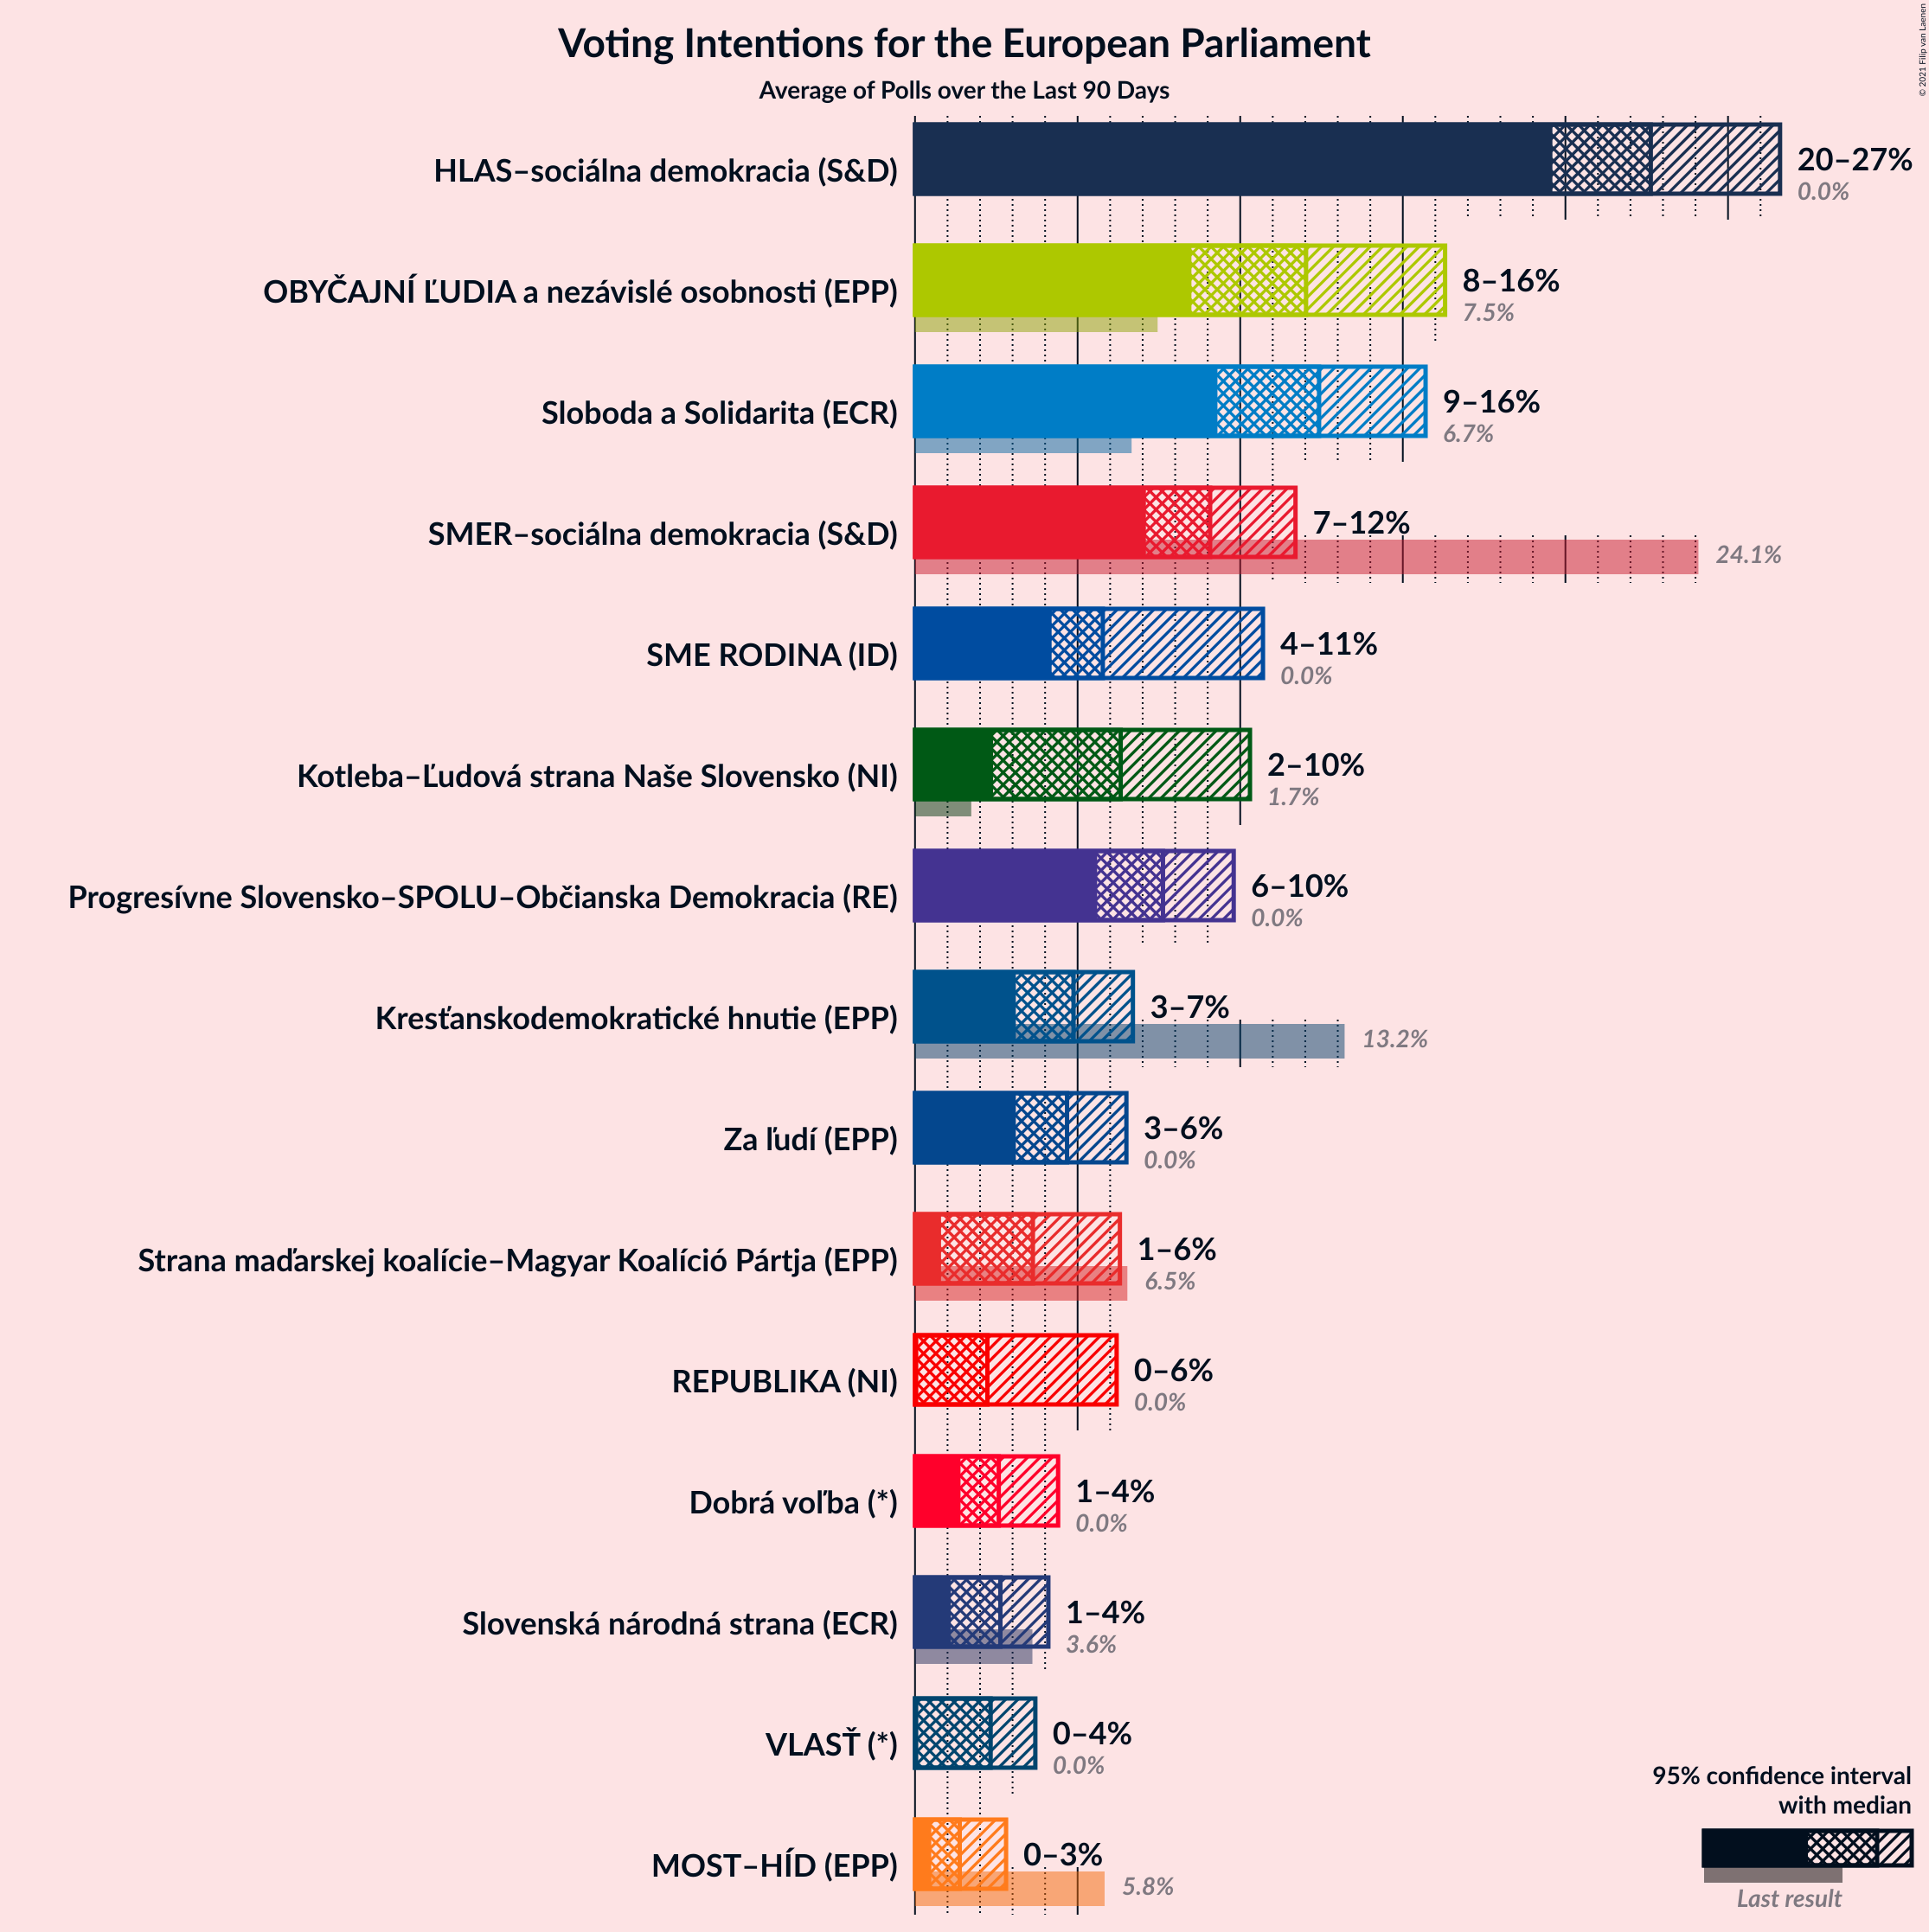 © 2021 Filip van Laenen
Voting Intentions for the European Parliament
Average of Polls over the Last 90 Days
HLAS–sociálna demokracia (S&D)
20–27%
0.0%
OBYČAJNÍ ĽUDIA a nezávislé osobnosti (EPP)
8–16%
7.5%
Sloboda a Solidarita (ECR)
9–16%
6.7%
SMER–sociálna demokracia (S&D)
7–12%
24.1%
SME RODINA (ID)
4–11%
0.0%
Kotleba–Ľudová strana Naše Slovensko (NI)
2–10%
1.7%
Progresívne Slovensko–SPOLU–Občianska Demokracia (RE)
6–10%
0.0%
Kresťanskodemokratické hnutie (EPP)
3–7%
13.2%
Za ľudí (EPP)
3–6%
0.0%
Strana maďarskej koalície–Magyar Koalíció Pártja (EPP)
1–6%
6.5%
REPUBLIKA (NI)
0–6%
0.0%
Dobrá voľba (*)
1–4%
0.0%
Slovenská národná strana (ECR)
1–4%
3.6%
VLASŤ (*)
0–4%
0.0%
MOST–HÍD (EPP)
0–3%
5.8%
95% confidence interval
with median
Last result